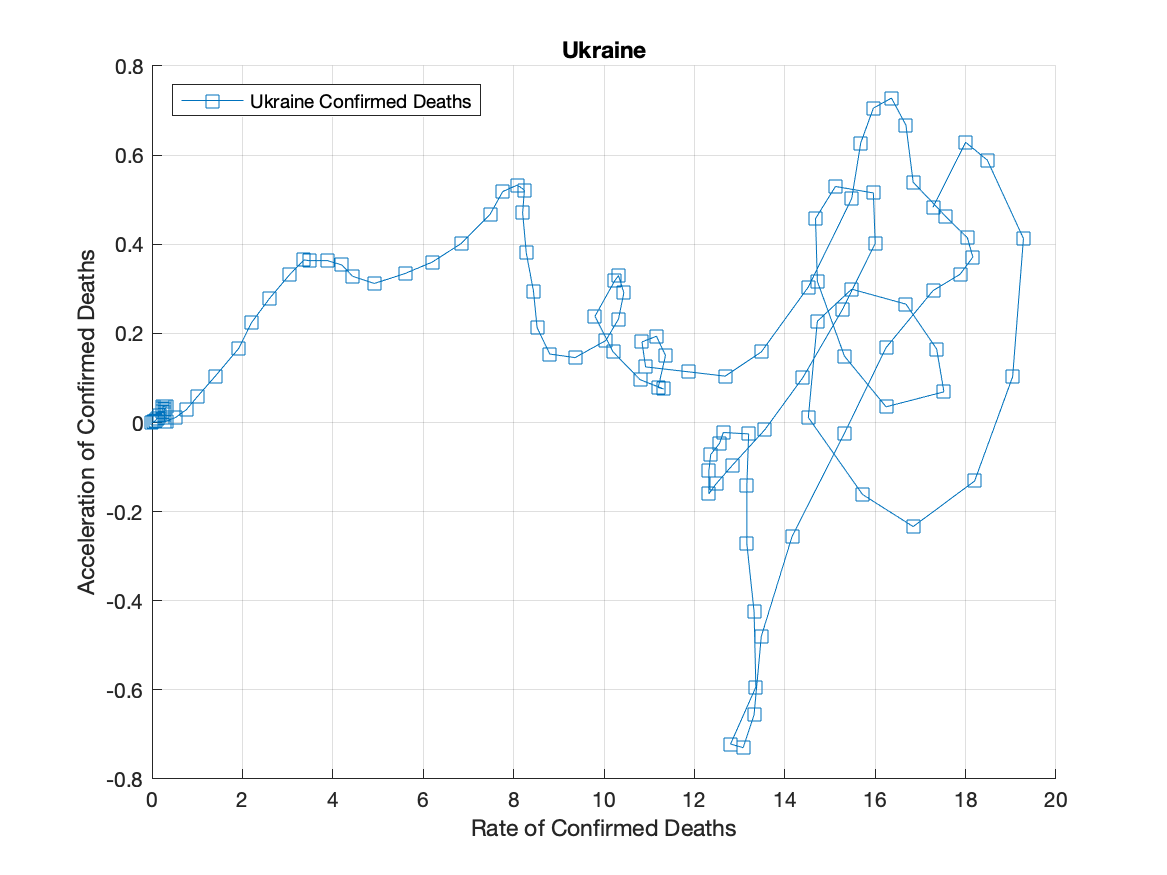 Ukraine
Ukraine Confirmed Deaths
0.8
0.6
0.4
0.2
0
-0.2
-0.4
-0.6
-0.8
Acceleration of Confirmed Deaths
0 2 4 6 8 10 12 14 16 18 20
Rate of Confirmed Deaths